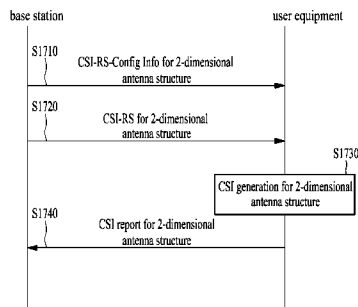 base station
user equipment
S1710
CSI-RS-Config Info for 2-dimensional
antenna structure
S1720
CSI-RS for 2-dimensional
antenna structure
S1730
CSI generation for 2-dimensional
antenna structure
S1740
CSI report for 2-dimensional
antenna structure